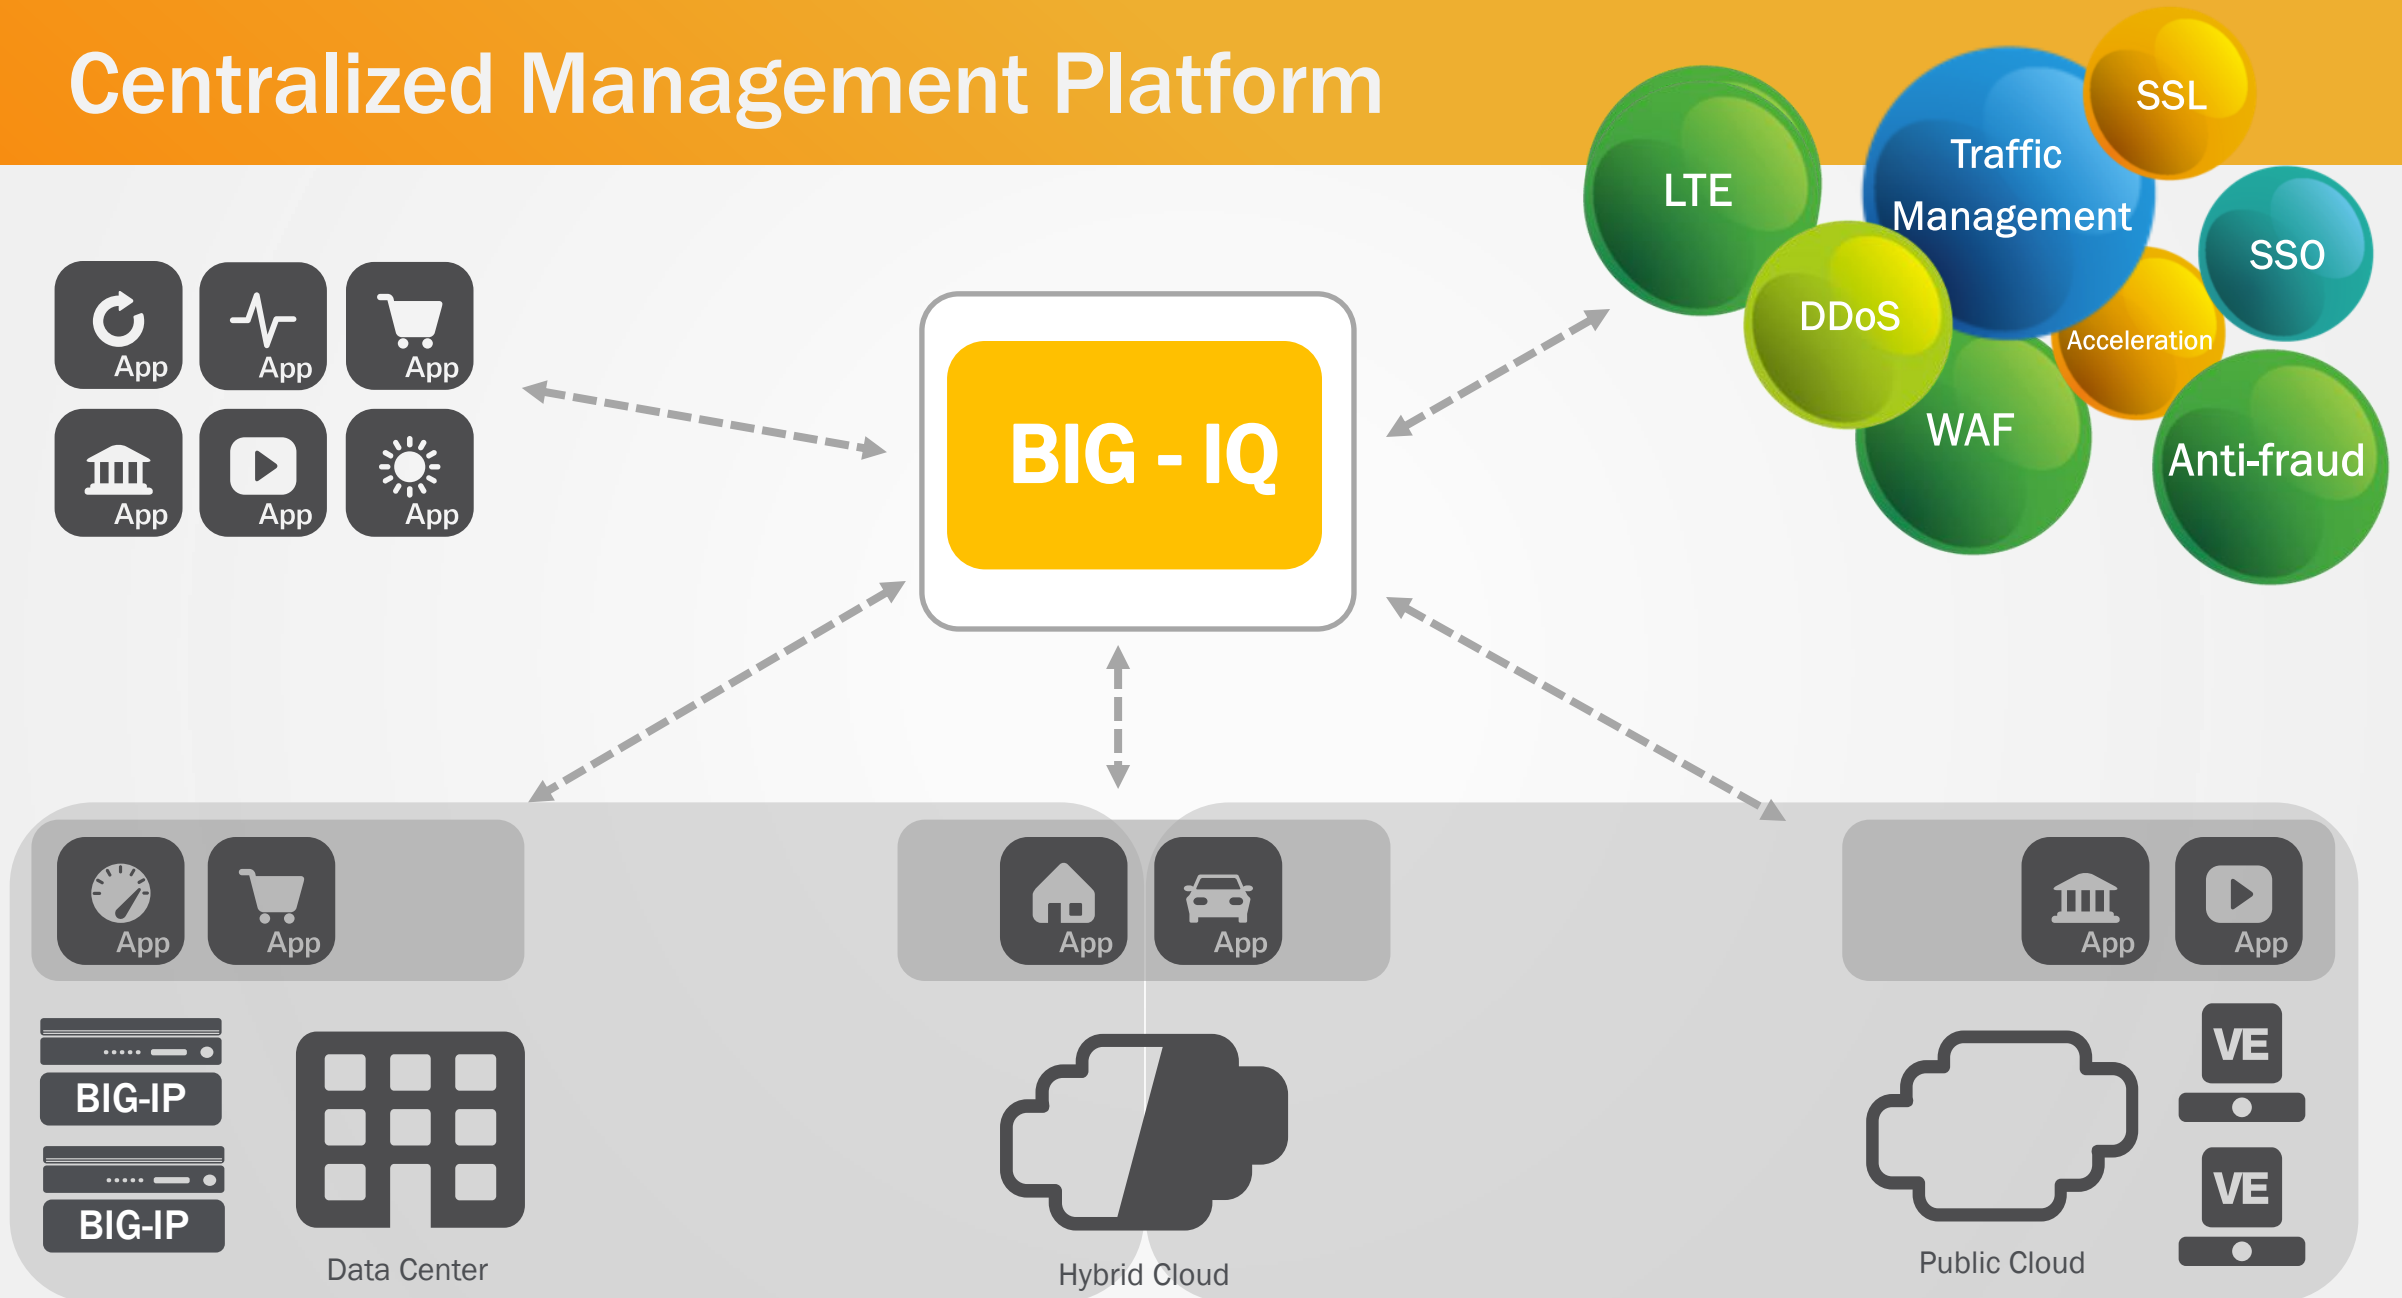 Centralized Management Platform
SSL
Traffic
Management
LTE
SSO
DDoS
Acceleration
WAF
Anti-fraud
App
App
App
App
App
App
BIG - IQ
App
App
App
App
App
App
BIG-IP
BIG-IP
Data Center
Hybrid Cloud
Public Cloud
VE
VE